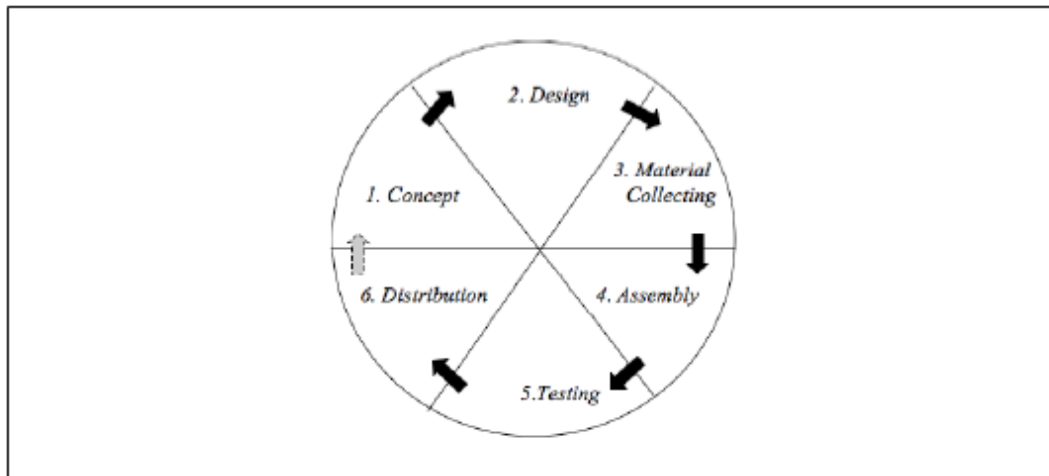 1. Concept
2. Design
3. Material
Collecting
4. Assembly
5.Testing
6. Distribution